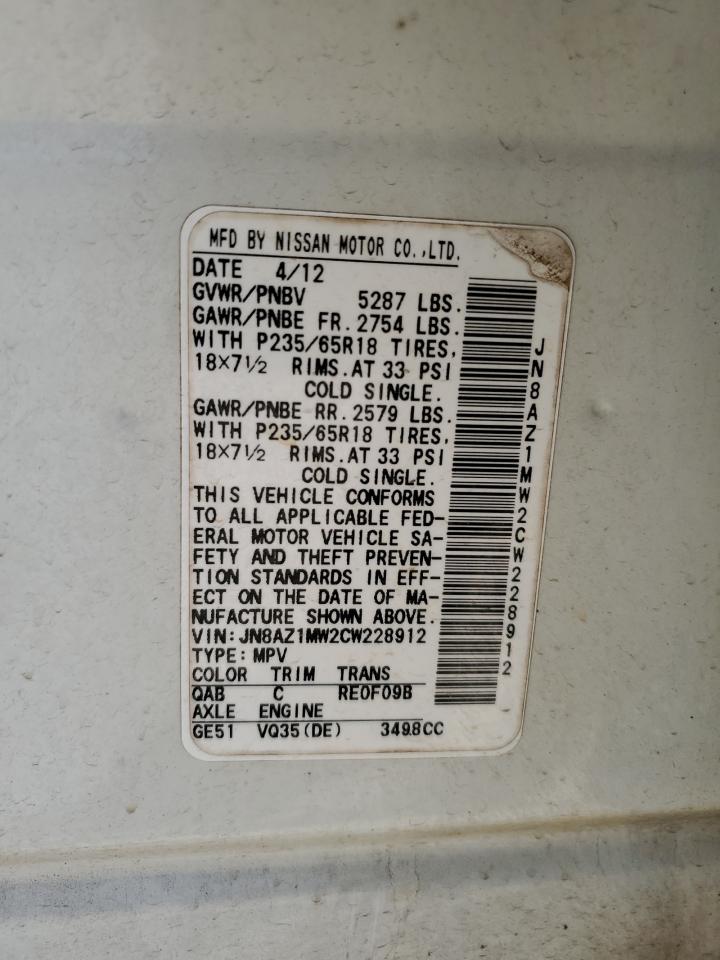 MFD BY NISSAN MOTOR CO.,LTD.
DATE 4/12
GVWR/PNBV 5287 LBS.
GAWR/PNBE FR. 2754 LBS.
WITH P235/65R18 TIRES,
18×7½ RIMS.AT 33 PSI
COLD SINGLE.
GAWR/PNBE RR. 2579 LBS.
WITH P235/65R18 TIRES,
18×7½ RIMS.AT 33 PSI
COLD SINGLE.
THIS VEHICLE CONFORMS
TO ALL APPLICABLE FED-
ERAL MOTOR VEHICLE SA-
FETY AND THEFT PREVEN-
TION STANDARDS IN EFF-
ECT ON THE DATE OF MA-
NUFACTURE SHOWN ABOVE.
VIN:JN8AZ1MW2CW228912
TYPE:MPV
COLOR TRIM TRANS
QAB C RE0F09B
AXLE ENGINE
GE51 VQ35(DE) 3498CC
JN8AZ1MW2CW228912